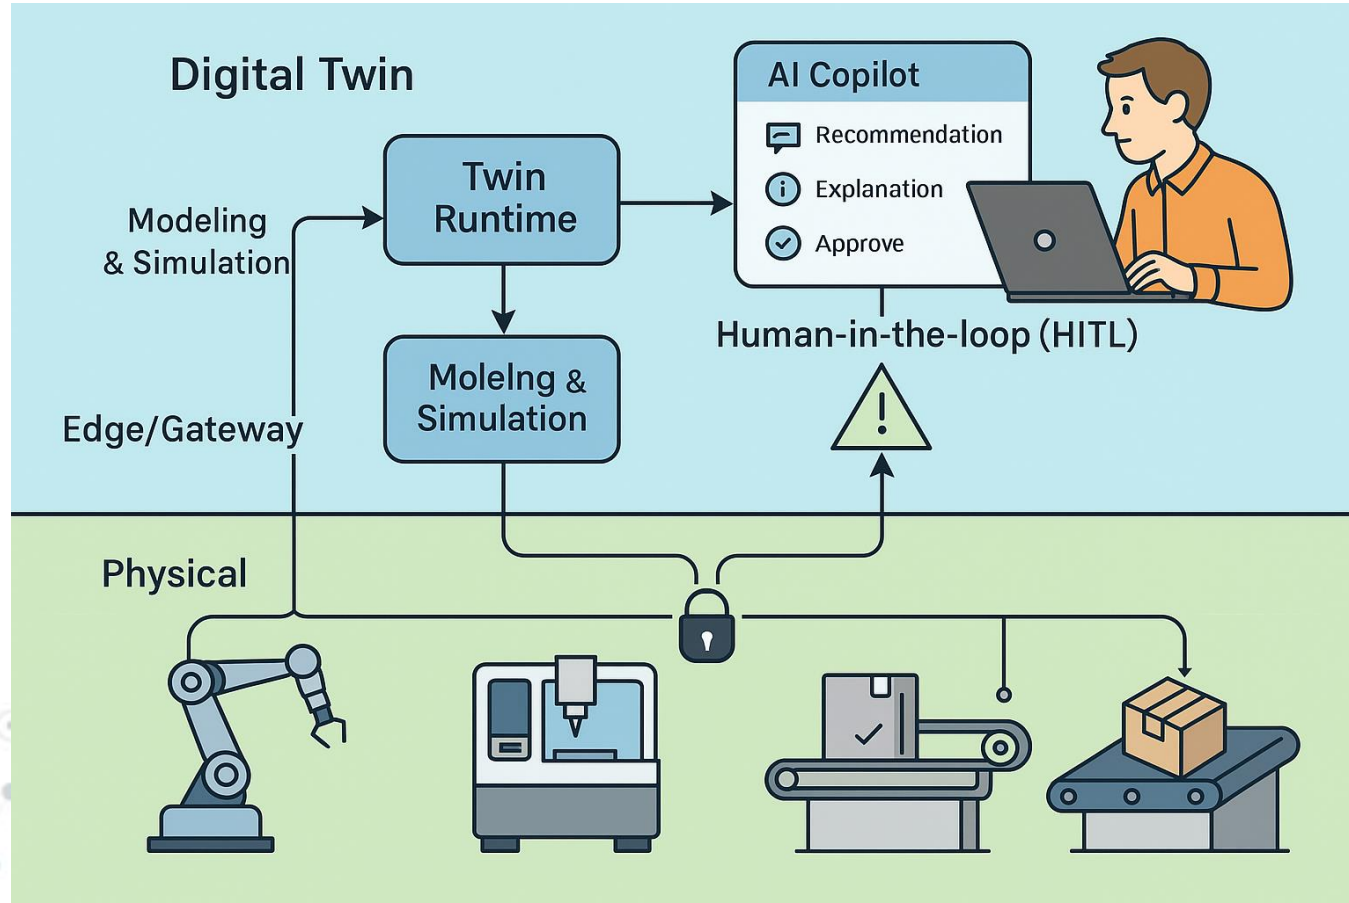 Digital Twin
AI Copilot
Recommendation
Explanation
Approve
Twin
Runtime
Modeling
& Simulation
Human-in-the-loop (HITL)
Molelng &
Simulation
Edge/Gateway
Physical